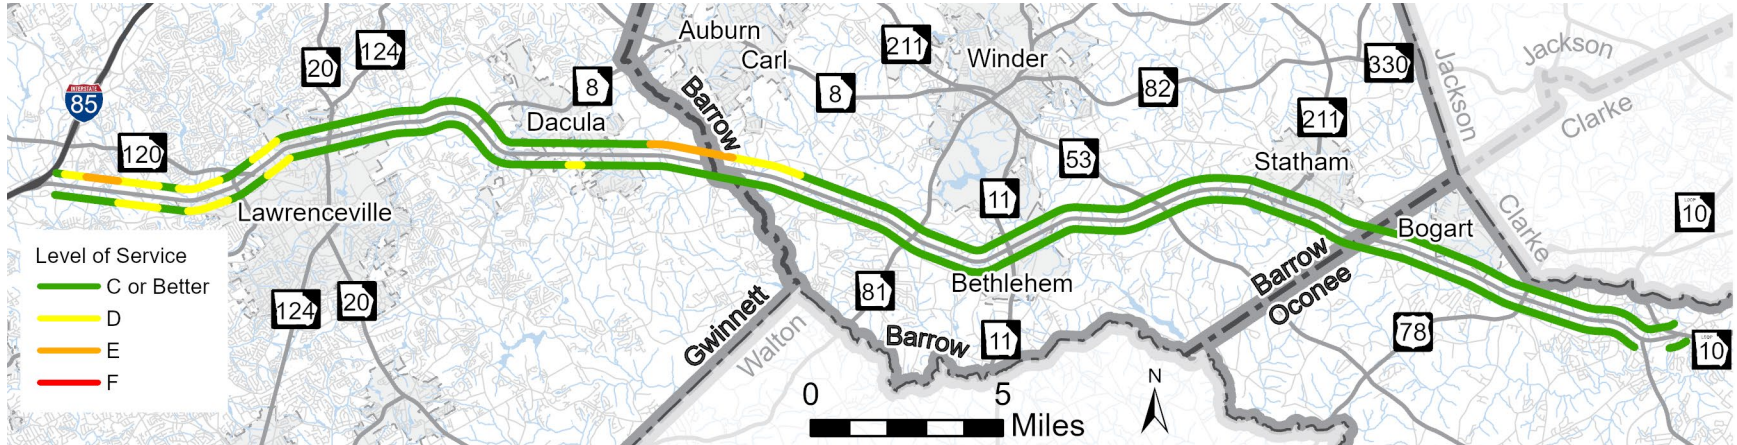 Auburn
Carl
211
Winder
124
20
330
Jackson
Jackson
INTERSTATE
85
8
8
82
Clarke
211
Barrow
Dacula
120
53
Statham
Lawrenceville
11
Clarke
LOOP
10
Bogart
Level of Service
C or Better
D
E
F
Bethlehem
Barrow
Oconee
81
124
20
Gwinnett
Walton
Barrow
11
78
LOOP
10
0 5
Miles
N